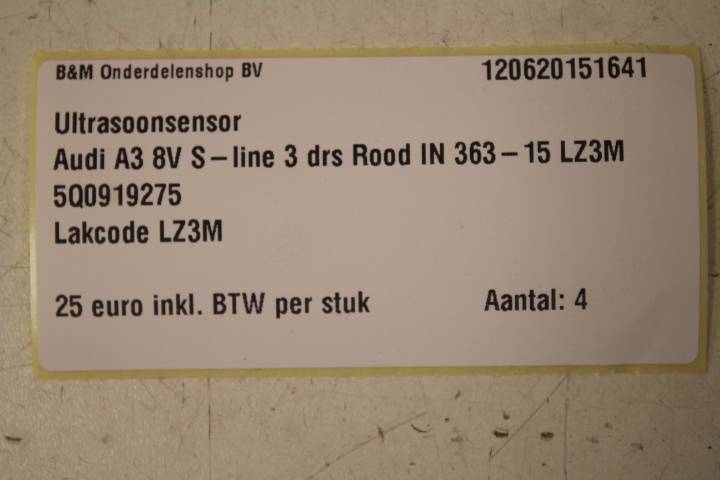 B&M Onderdelenshop BV 120620151641
Ultrasoonsensor
Audi A3 8V S-line 3 drs Rood IN 363-15 LZ3M
5Q0919275
Lakcode LZ3M
25 euro inkl. BTW per stuk Aantal: 4